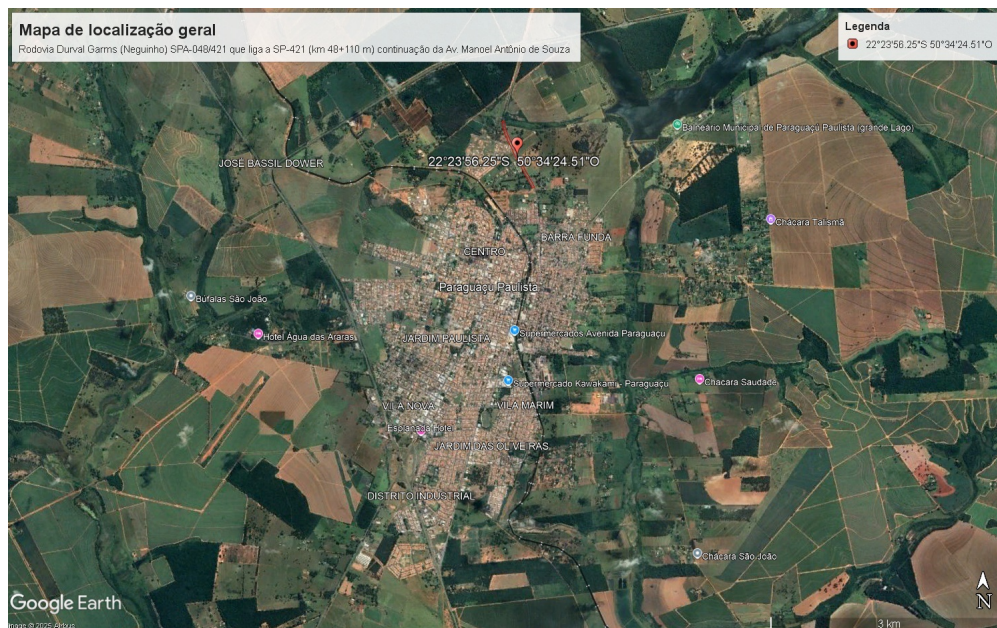 Mapa de localização geral
Rodovia Durval Garms (Neguinho) SPA-048/421 que liga a SP-421 (km 48+110 m) continuação da Av. Manoel Antônio de Souza
Legenda
22°23'56.25"S 50°34'24.51"O
Balneário Municipal de Paraguaçu Paulista (grande Lago)
JOSÉ BASSIL DOWER
22°23'56.25"S 50°34'24.51"O
Chácara Talismã
BARRA FUNDA
CENTRO
Paraguaçu Paulista
Búfalas São João
Hotel Água das Araras
JARDIM PAULISTA
Supermercados Avenida Paraguaçu
Supermercado Kawakami - Paraguaçu
Chácara Saudade
VILA NOVA
VILA MARIM
Esplanada Hotel
JARDIM DAS OLIVEIRAS
DISTRITO INDUSTRIAL
Chácara São João
Google Earth
Image © 2025 Airbus
N
3 km